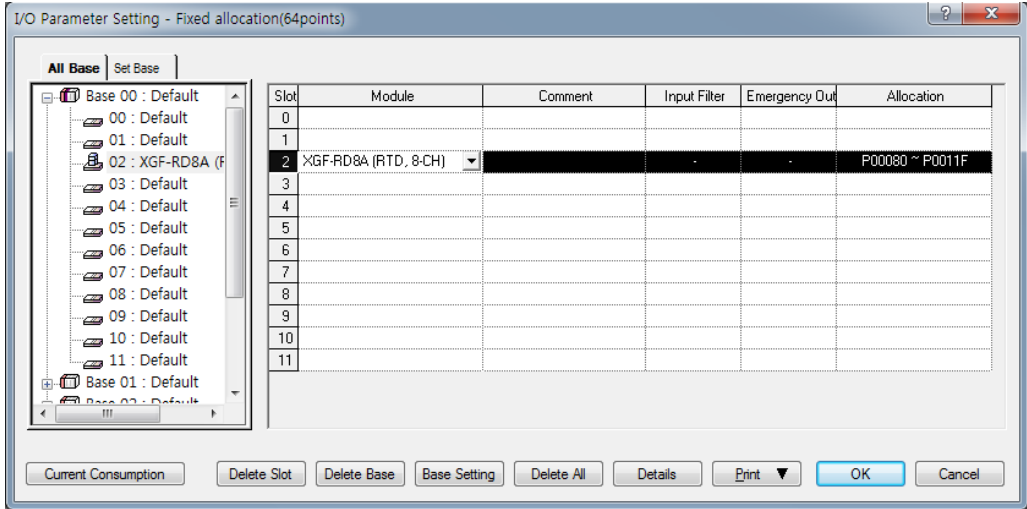 I/O Parameter Setting - Fixed allocation(64points)
All Base Set Base
Base 00 : Default
00 : Default
01 : Default
02 : XGF-RD8A (F
03 : Default
04 : Default
05 : Default
06 : Default
07 : Default
08 : Default
09 : Default
10 : Default
11 : Default
Base 01 : Default
Base 02 : Default
Slot Module Comment Input Filter Emergency Out Allocation
0
1
2 XGF-RD8A (RTD, 8-CH) - - P00080 ~ P0011F
3
4
5
6
7
8
9
10
11
Current Consumption Delete Slot Delete Base Base Setting Delete All Details Print ▼ OK Cancel